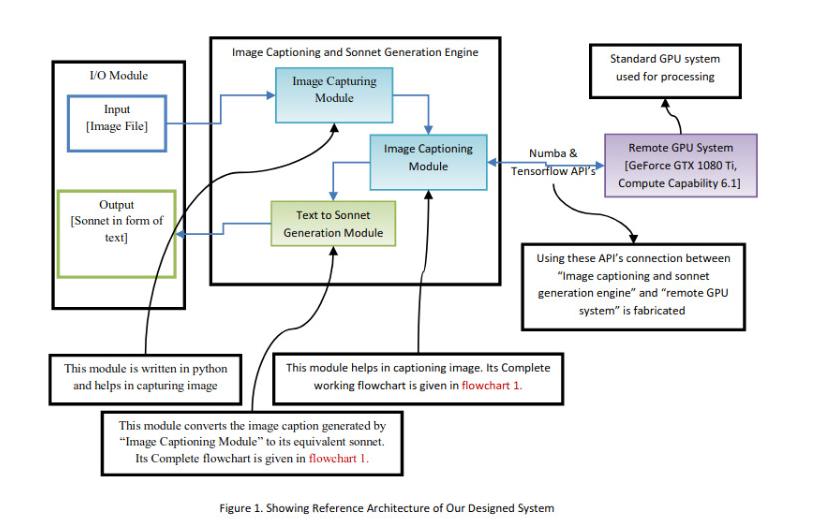 Image Captioning and Sonnet Generation Engine
I/O Module
Input
[Image File]
Output
[Sonnet in form of
text]
Image Capturing
Module
Image Captioning
Module
Text to Sonnet
Generation Module
Numba &
Tensorflow API's
Standard GPU system
used for processing
Remote GPU System
[GeForce GTX 1080 Ti,
Compute Capability 6.1]
Using these API's connection between
“Image captioning and sonnet
generation engine” and “remote GPU
system” is fabricated
This module is written in python
and helps in capturing image
This module helps in captioning image. Its Complete
working flowchart is given in flowchart 1.
This module converts the image caption generated by
“Image Captioning Module” to its equivalent sonnet.
Its Complete flowchart is given in flowchart 1.
Figure 1. Showing Reference Architecture of Our Designed System